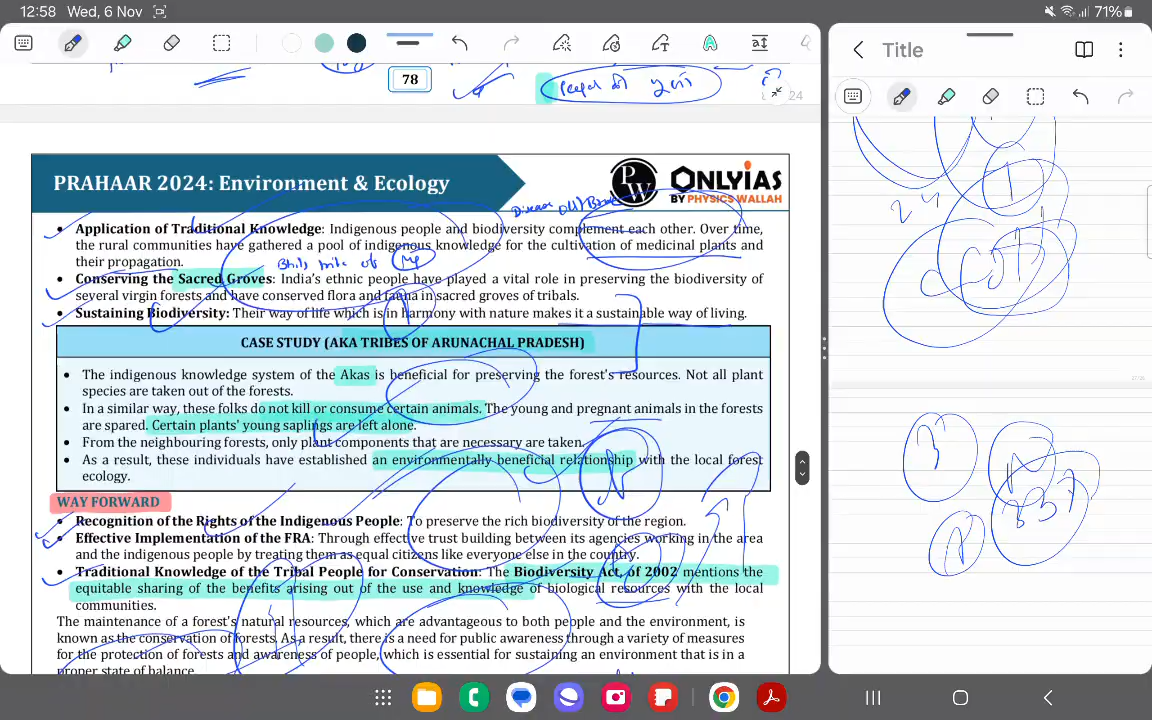 12:58 Wed, 6 Nov 71%
Title
78
People of
24
PRAHAAR 2024: Environment & Ecology
PW
ONLYIAS
BY PHYSICS WALLAH
Disease
• Application of Traditional Knowledge: Indigenous people and biodiversity complement each other. Over time,
the rural communities have gathered a pool of indigenous knowledge for the cultivation of medicinal plants and
their propagation.
Bhils tribe of MP
• Conserving the Sacred Groves: India's ethnic people have played a vital role in preserving the biodiversity of
several virgin forests and have conserved flora and fauna in sacred groves of tribals.
• Sustaining Biodiversity: Their way of life which is in harmony with nature makes it a sustainable way of living.
CASE STUDY (AKA TRIBES OF ARUNACHAL PRADESH)
• The indigenous knowledge system of the Akas is beneficial for preserving the forest's resources. Not all plant
species are taken out of the forests.
• In a similar way, these folks do not kill or consume certain animals. The young and pregnant animals in the forests
are spared. Certain plants' young saplings are left alone.
• From the neighbouring forests, only plant components that are necessary are taken.
• As a result, these individuals have established an environmentally beneficial relationship with the local forest
ecology.
WAY FORWARD
• Recognition of the Rights of the Indigenous People: To preserve the rich biodiversity of the region.
• Effective Implementation of the FRA: Through effective trust building between its agencies working in the area
and the indigenous people by treating them as equal citizens like everyone else in the country.
• Traditional Knowledge of the Tribal People for Conservation: The Biodiversity Act, of 2002 mentions the
equitable sharing of the benefits arising out of the use and knowledge of biological resources with the local
communities.
The maintenance of a forest's natural resources, which are advantageous to both people and the environment, is
known as the conservation of forests. As a result, there is a need for public awareness through a variety of measures
for the protection of forests and awareness of people, which is essential for sustaining an environment that is in a
proper state of balance.